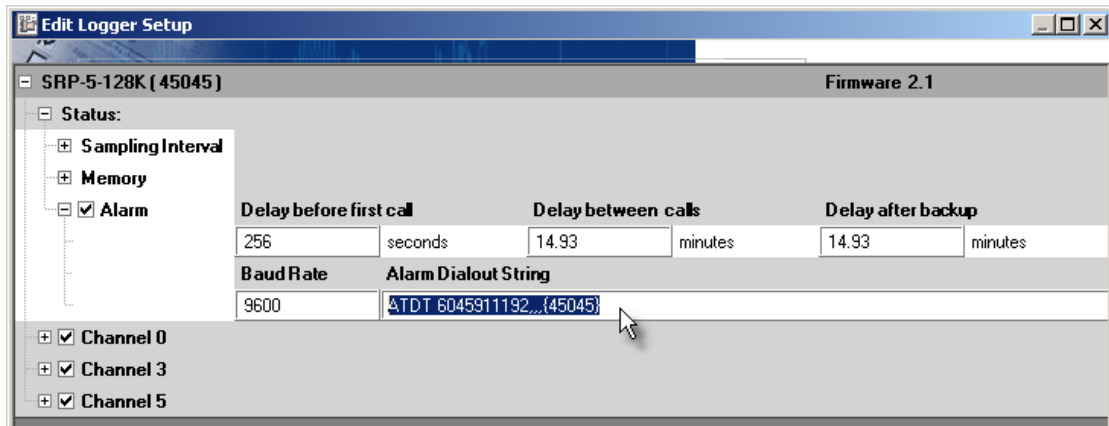 Edit Logger Setup
SRP-5-128K ( 45045 ) Firmware 2.1
Status:
Sampling Interval
Memory
Alarm Delay before first call Delay between calls Delay after backup
256 seconds 14.93 minutes 14.93 minutes
Baud Rate Alarm Dialout String
9600 ATDT 6045911192,,,{45045}
Channel 0
Channel 3
Channel 5